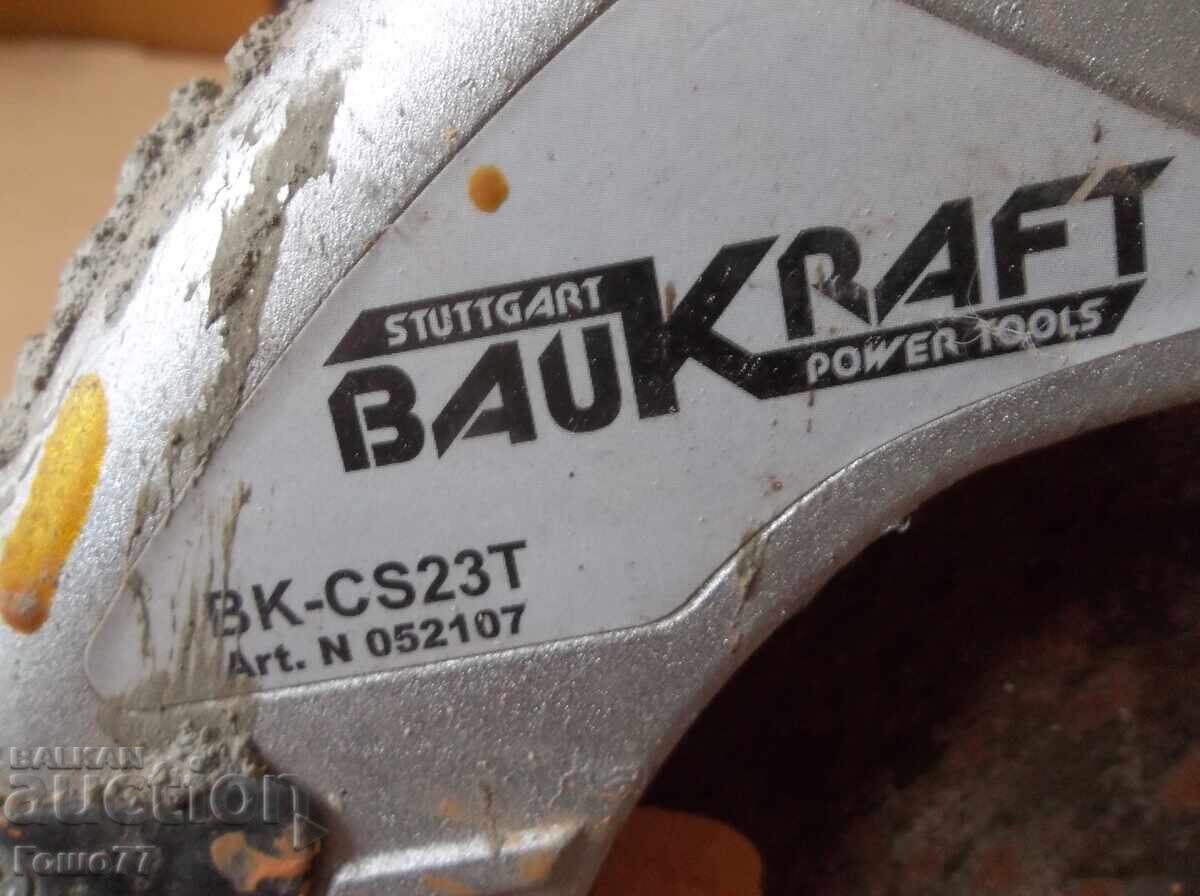 STUTTGART
BAUKRAFT
POWER TOOLS
BK-CS23T
Art. N 052107
BALKAN
auction
Гошо77